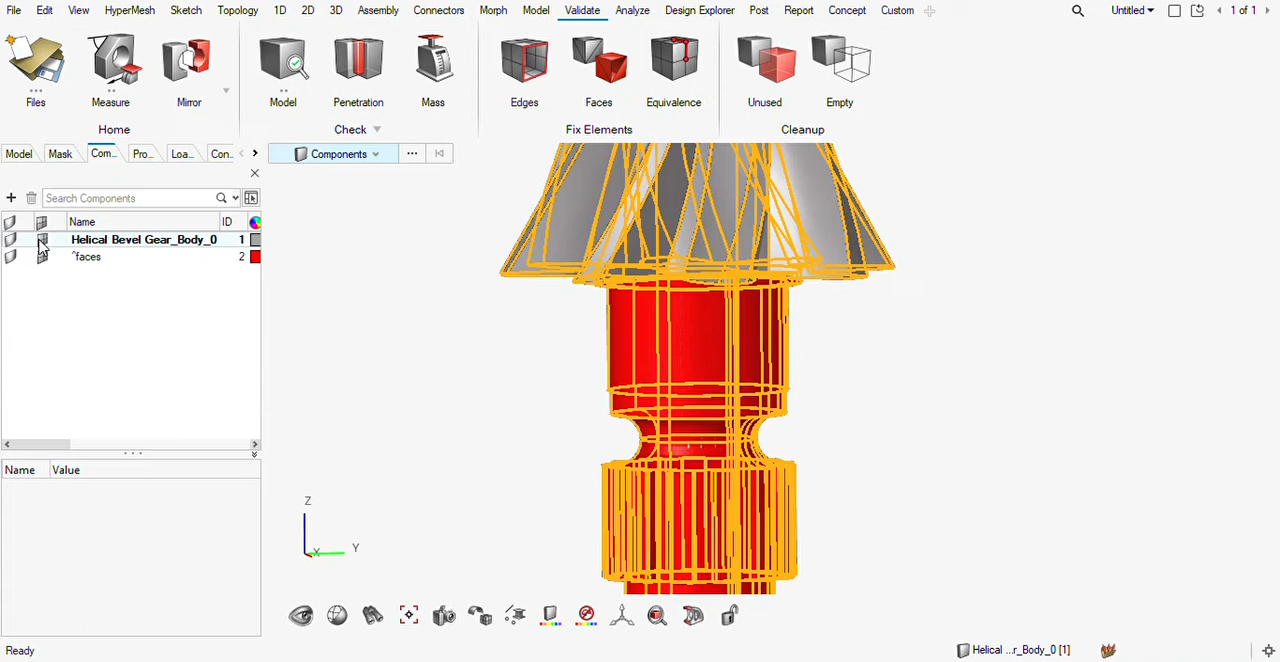 File Edit View HyperMesh Sketch Topology 1D 2D 3D Assembly Connectors Morph Model Validate Analyze Design Explorer Post Report Concept Custom Untitled 1 of 1
Files Measure Mirror Model Penetration Mass Edges Faces Equivalence Unused Empty
Home Check Fix Elements Cleanup
Model Mask Com... Pro... Loa... Con... Components
Search Components
Name ID
Helical Bevel Gear_Body_0 1
^faces 2
Name Value
Z
Y
X
Ready Helical ...r_Body_0 [1]